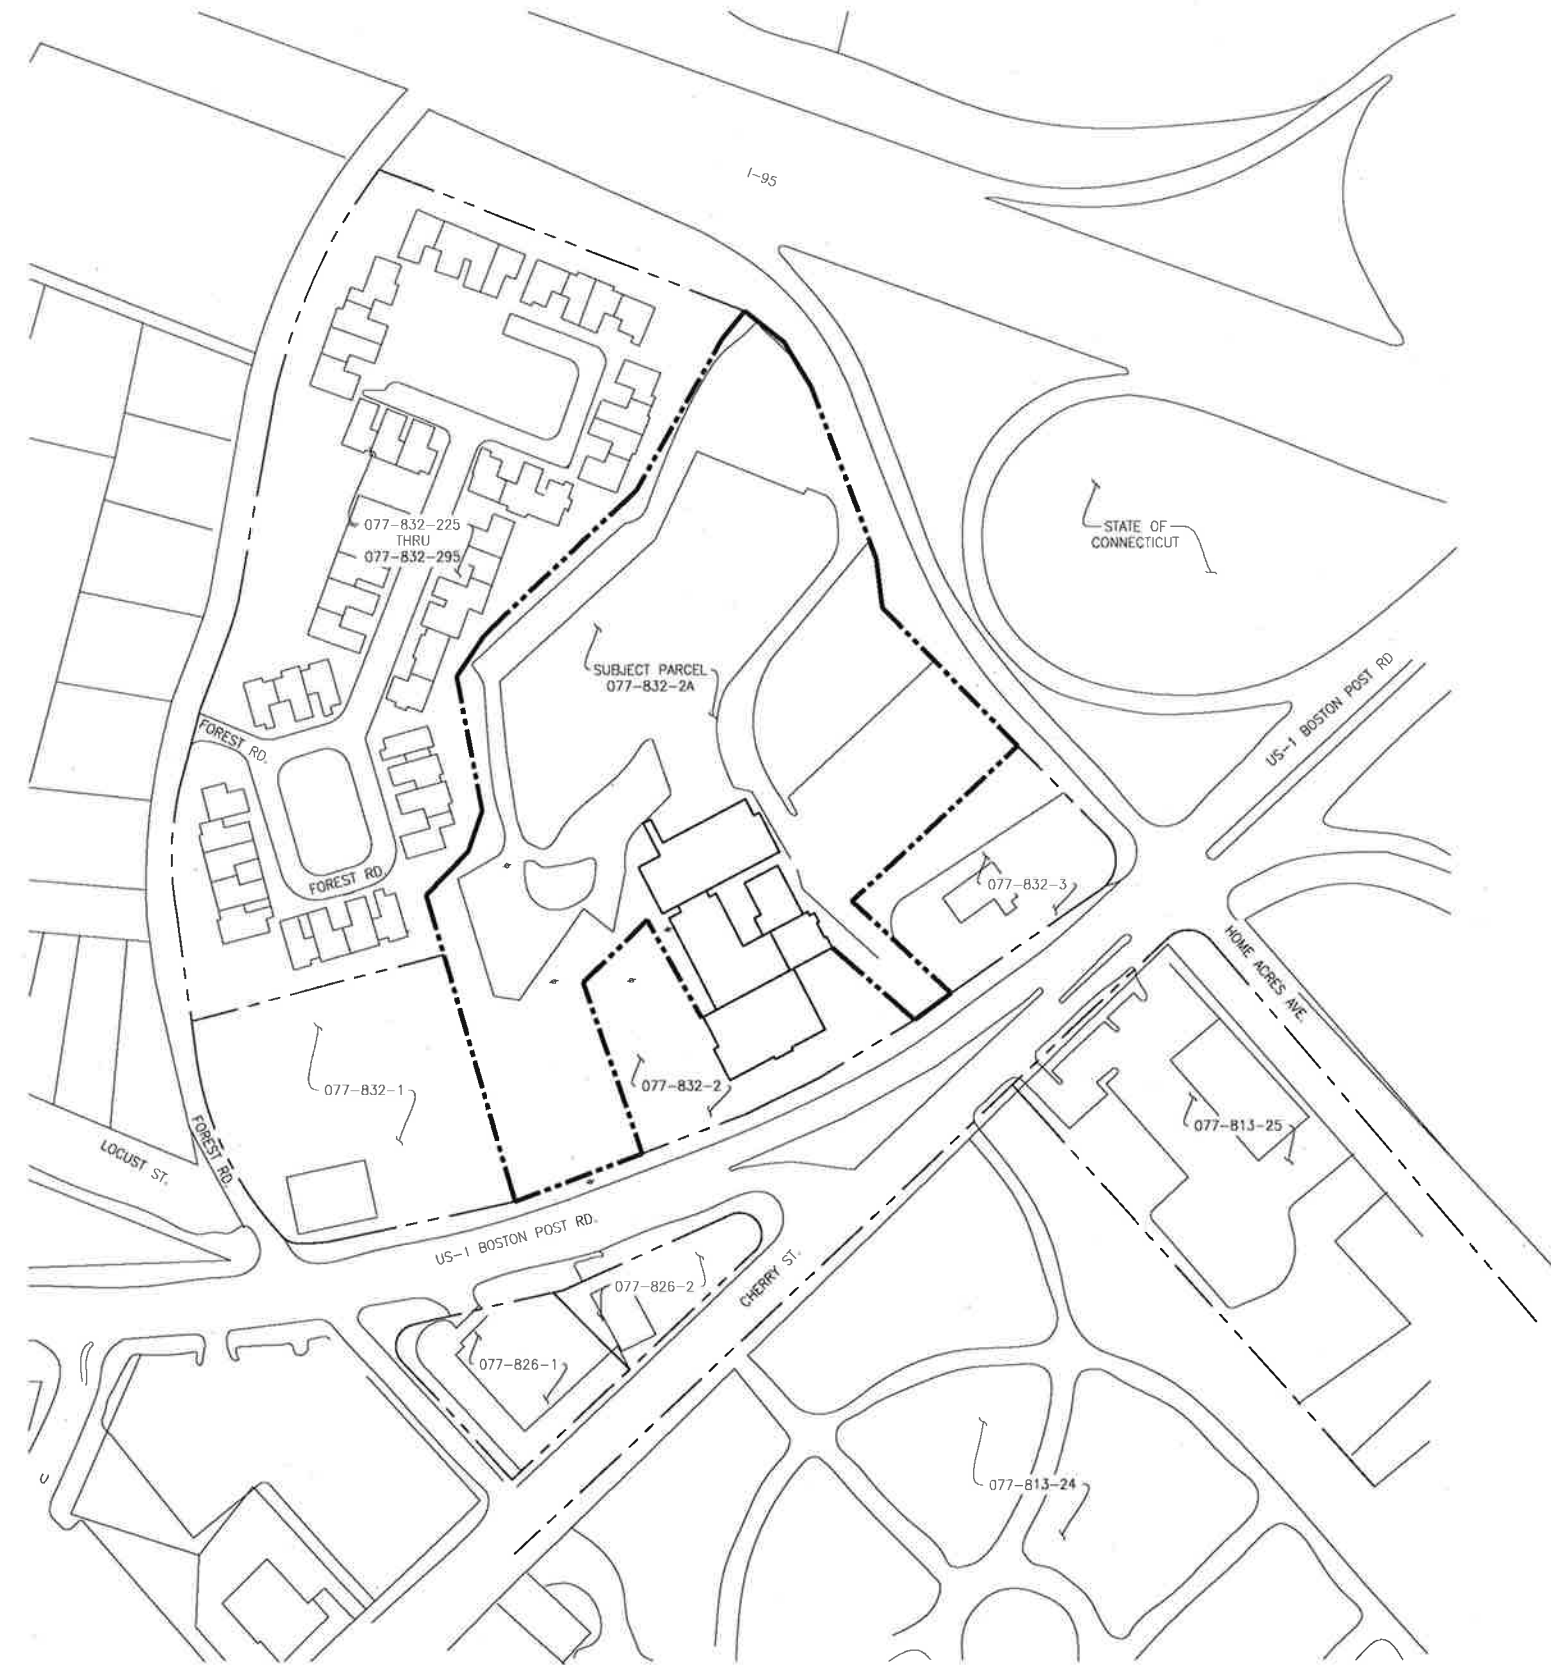 I-95
077-832-225
THRU
077-832-295
STATE OF
CONNECTICUT
SUBJECT PARCEL
077-832-2A
US-1 BOSTON POST RD
FOREST RD.
FOREST RD.
077-832-3
HOME ACRES AVE.
077-832-1
077-832-2
077-813-25
LOCUST ST.
FOREST RD.
US-1 BOSTON POST RD.
CHERRY ST.
077-826-2
077-826-1
077-813-24